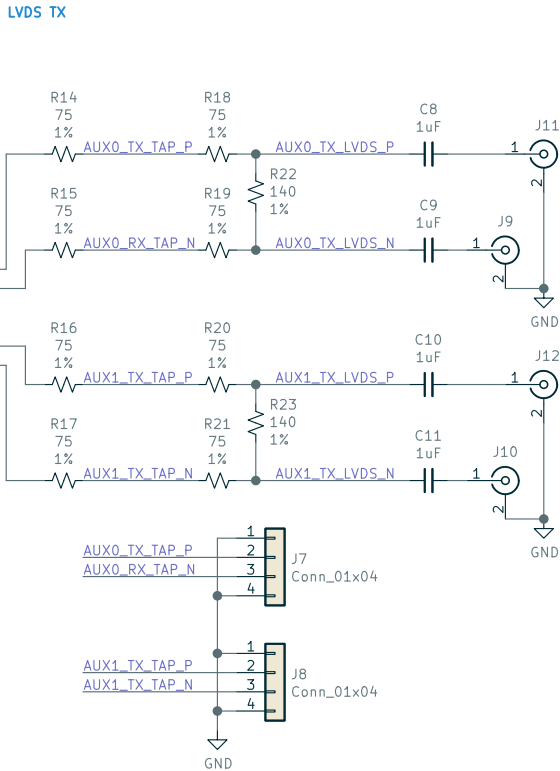 LVDS TX
R14
75
1%
R18
75
1%
C8
1uF
J11
AUX0_TX_TAP_P
AUX0_TX_LVDS_P
1
2
R22
140
1%
R15
75
1%
R19
75
1%
C9
1uF
J9
AUX0_RX_TAP_N
AUX0_TX_LVDS_N
1
2
GND
R16
75
1%
R20
75
1%
C10
1uF
J12
AUX1_TX_TAP_P
AUX1_TX_LVDS_P
1
2
R23
140
1%
R17
75
1%
R21
75
1%
C11
1uF
J10
AUX1_TX_TAP_N
AUX1_TX_LVDS_N
1
2
GND
1
AUX0_TX_TAP_P
2
AUX0_RX_TAP_N
3
4
J7
Conn_01x04
1
AUX1_TX_TAP_P
2
AUX1_TX_TAP_N
3
4
J8
Conn_01x04
GND